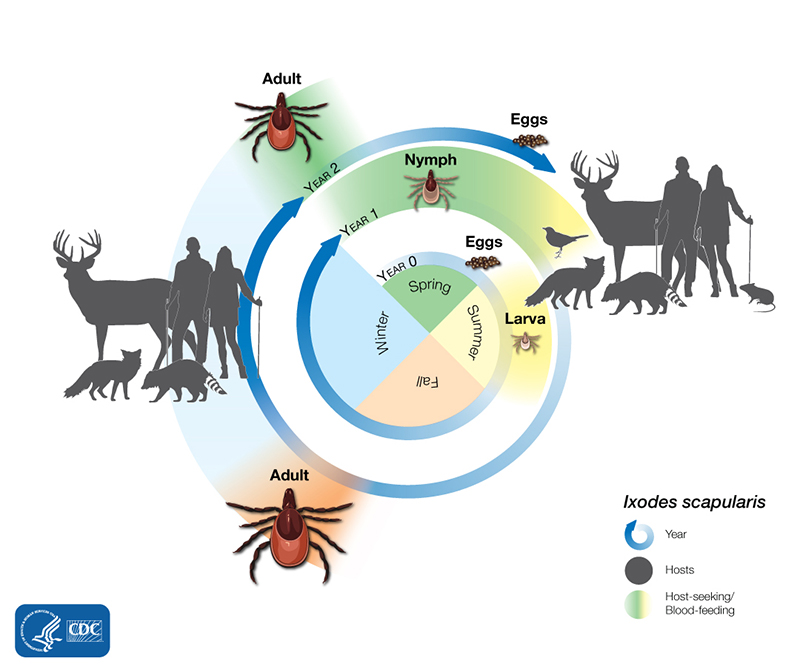 Adult
Eggs
Nymph
YEAR 2
YEAR 1
YEAR 0
Eggs
Spring
Summer
Winter
Fall
Larva
Adult
Ixodes scapularis
Year
Hosts
Host-seeking/
Blood-feeding
CDC